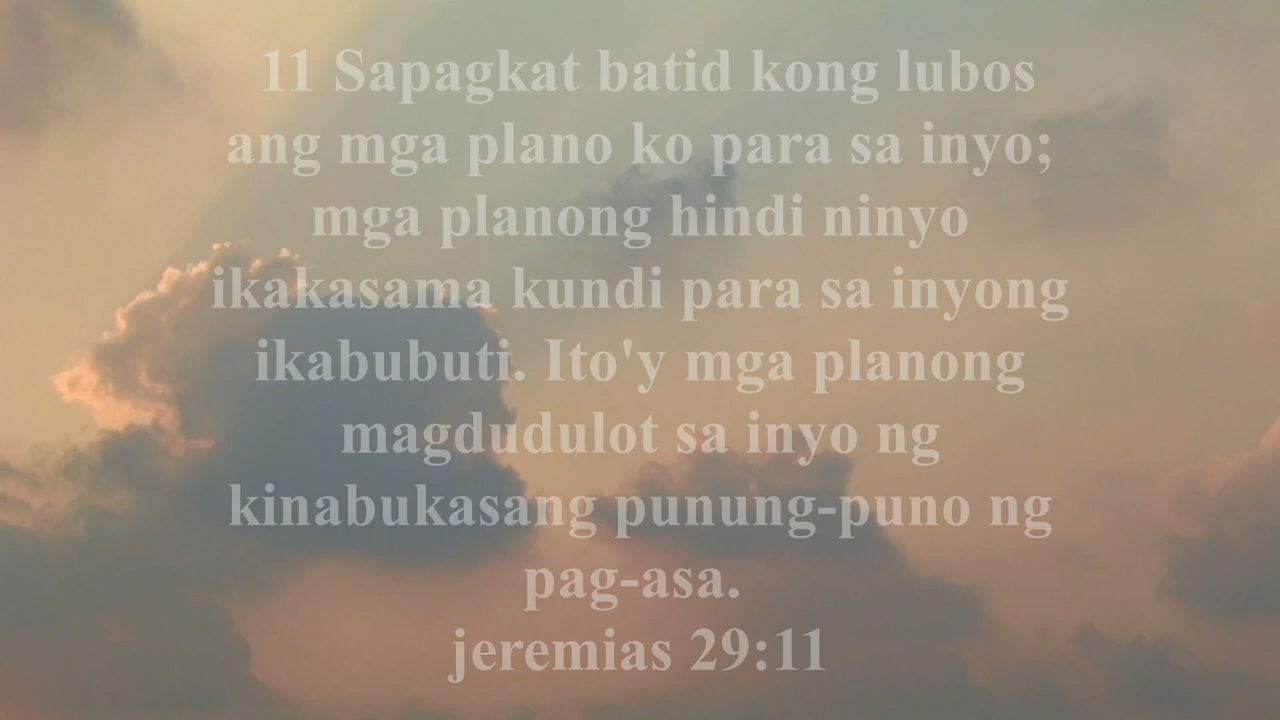 11 Sapagkat batid kong lubos
ang mga plano ko para sa inyo;
mga planong hindi ninyo
ikakasama kundi para sa inyong
ikabubuti. Ito'y mga planong
magdudulot sa inyo ng
kinabukasang punung-puno ng
pag-asa.
jeremias 29:11